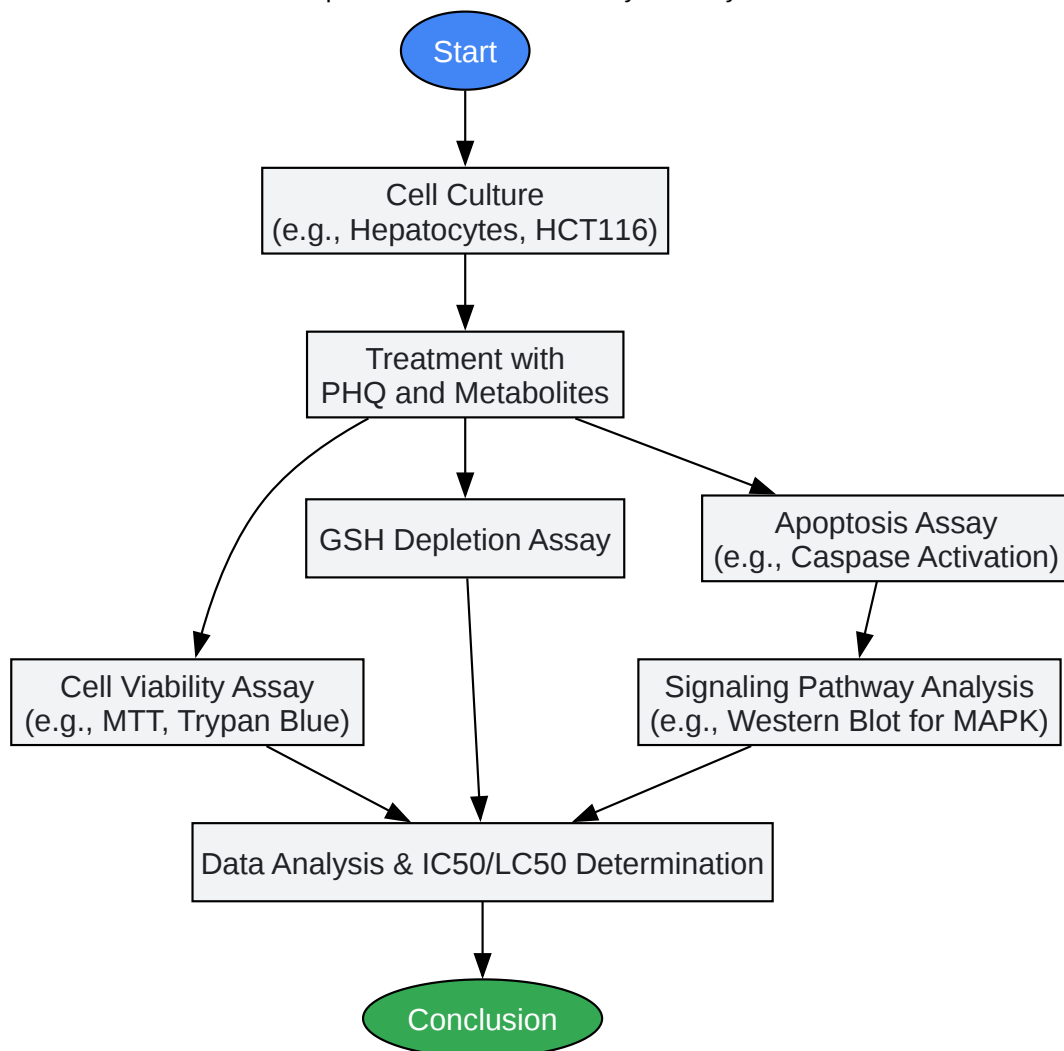 Start
Cell Culture
(e.g., Hepatocytes, HCT116)
Treatment with
PHQ and Metabolites
GSH Depletion Assay
Apoptosis Assay
(e.g., Caspase Activation)
Cell Viability Assay
(e.g., MTT, Trypan Blue)
Signaling Pathway Analysis
(e.g., Western Blot for MAPK)
Data Analysis & IC50/LC50 Determination
Conclusion